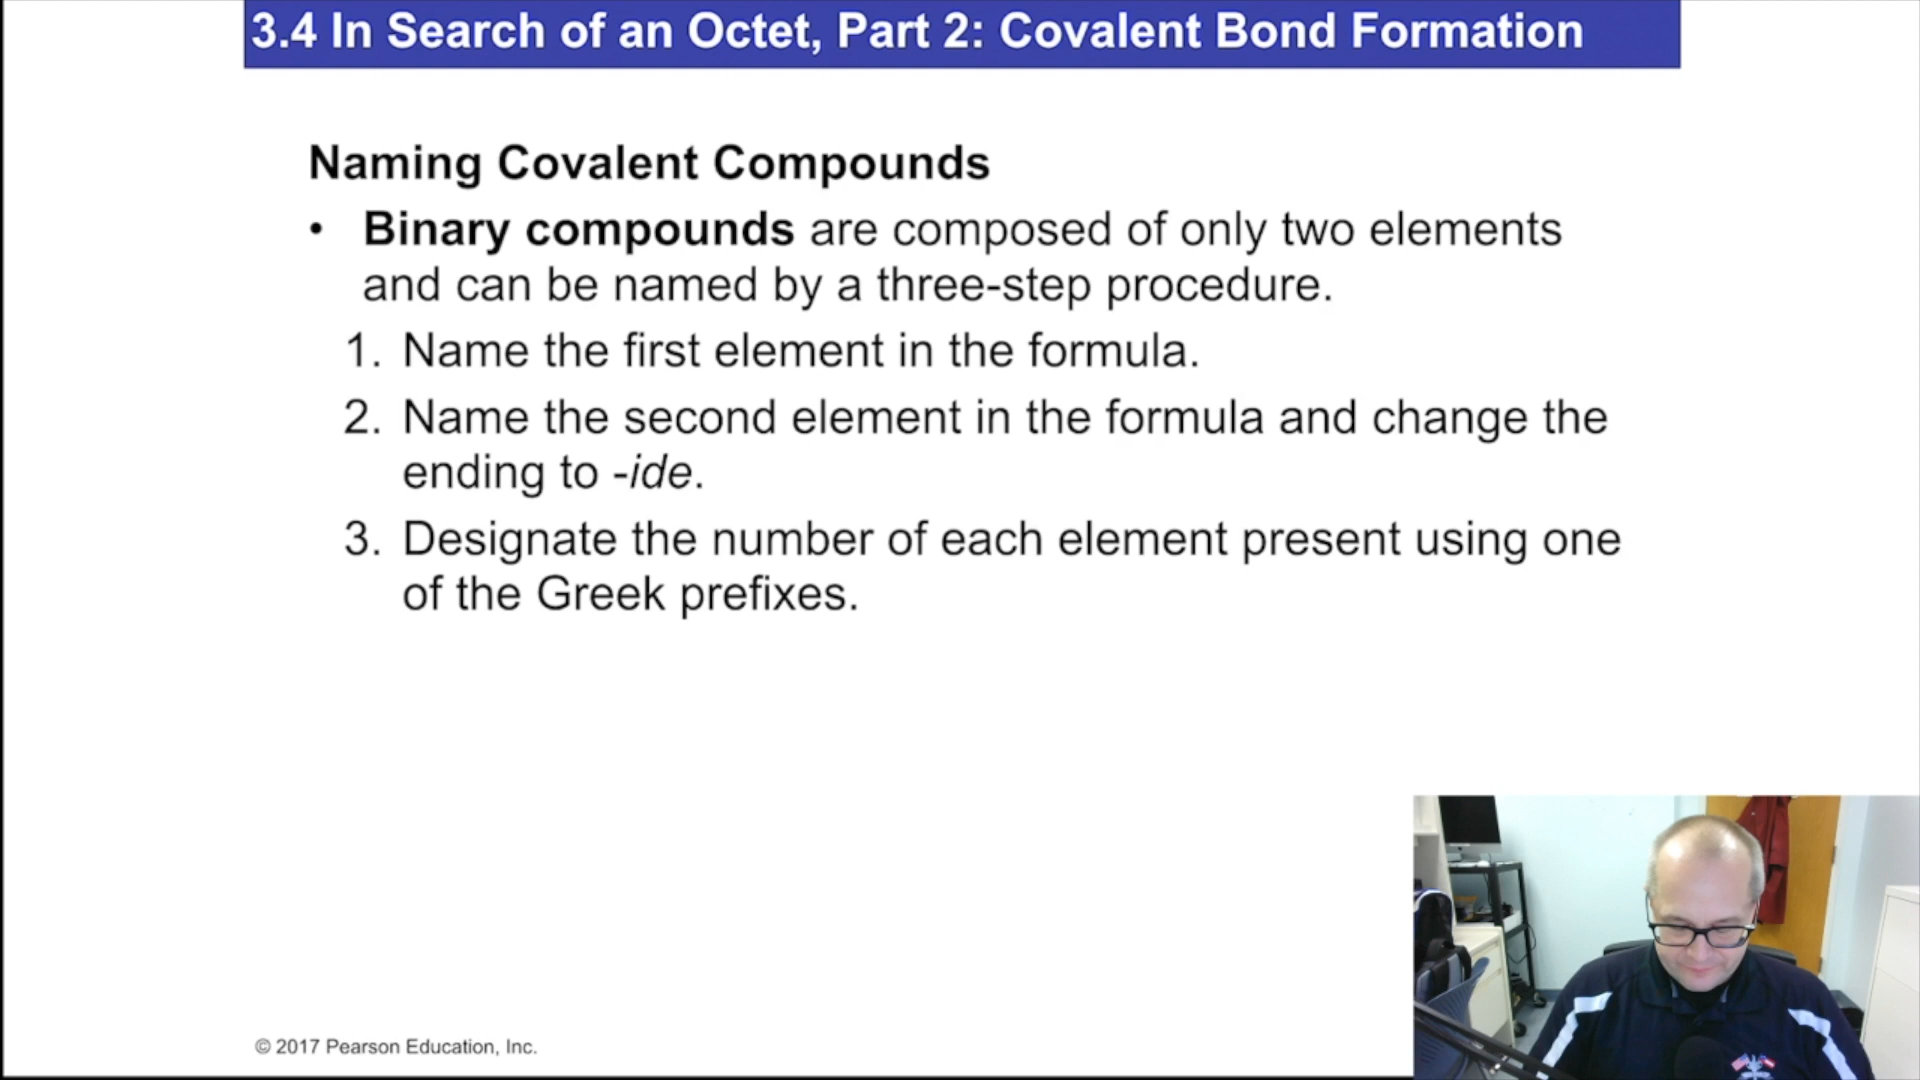 3.4 In Search of an Octet, Part 2: Covalent Bond Formation
Naming Covalent Compounds
• Binary compounds are composed of only two elements
and can be named by a three-step procedure.
1. Name the first element in the formula.
2. Name the second element in the formula and change the
ending to -ide.
3. Designate the number of each element present using one
of the Greek prefixes.
© 2017 Pearson Education, Inc.